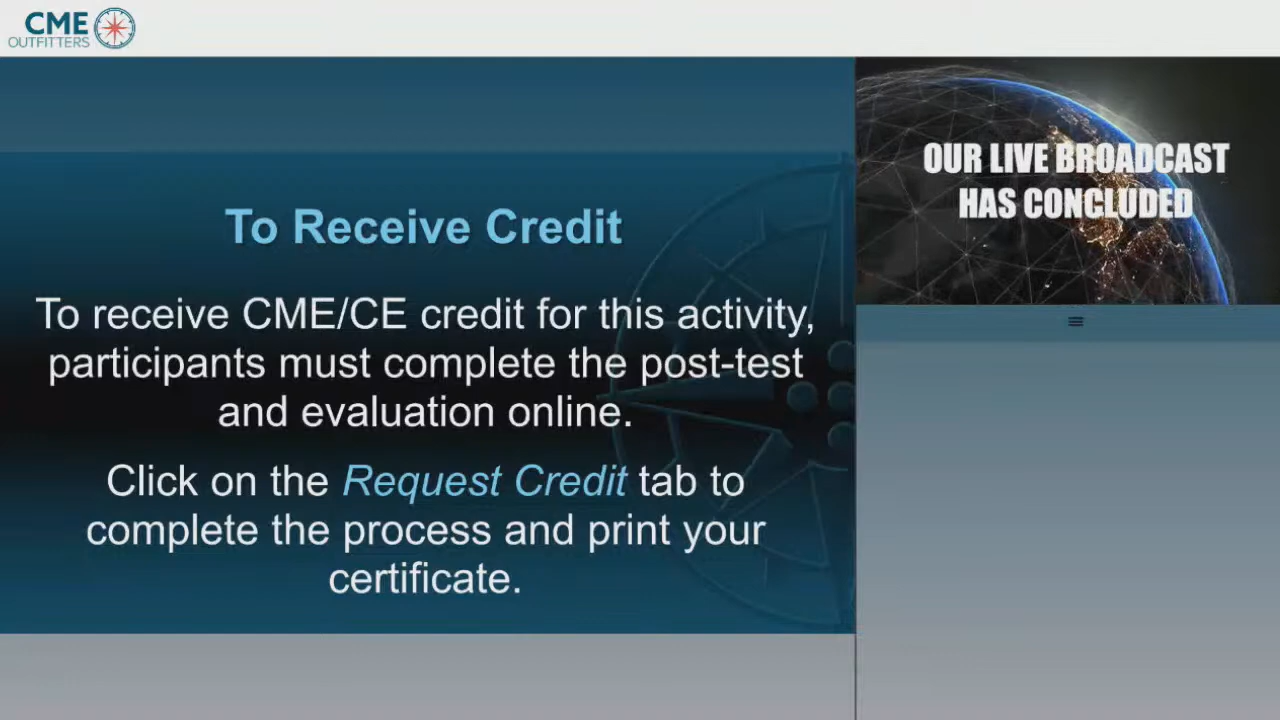 CME
OUTFITTERS
To Receive Credit
To receive CME/CE credit for this activity,
participants must complete the post-test
and evaluation online.
Click on the Request Credit tab to
complete the process and print your
certificate.
OUR LIVE BROADCAST
HAS CONCLUDED